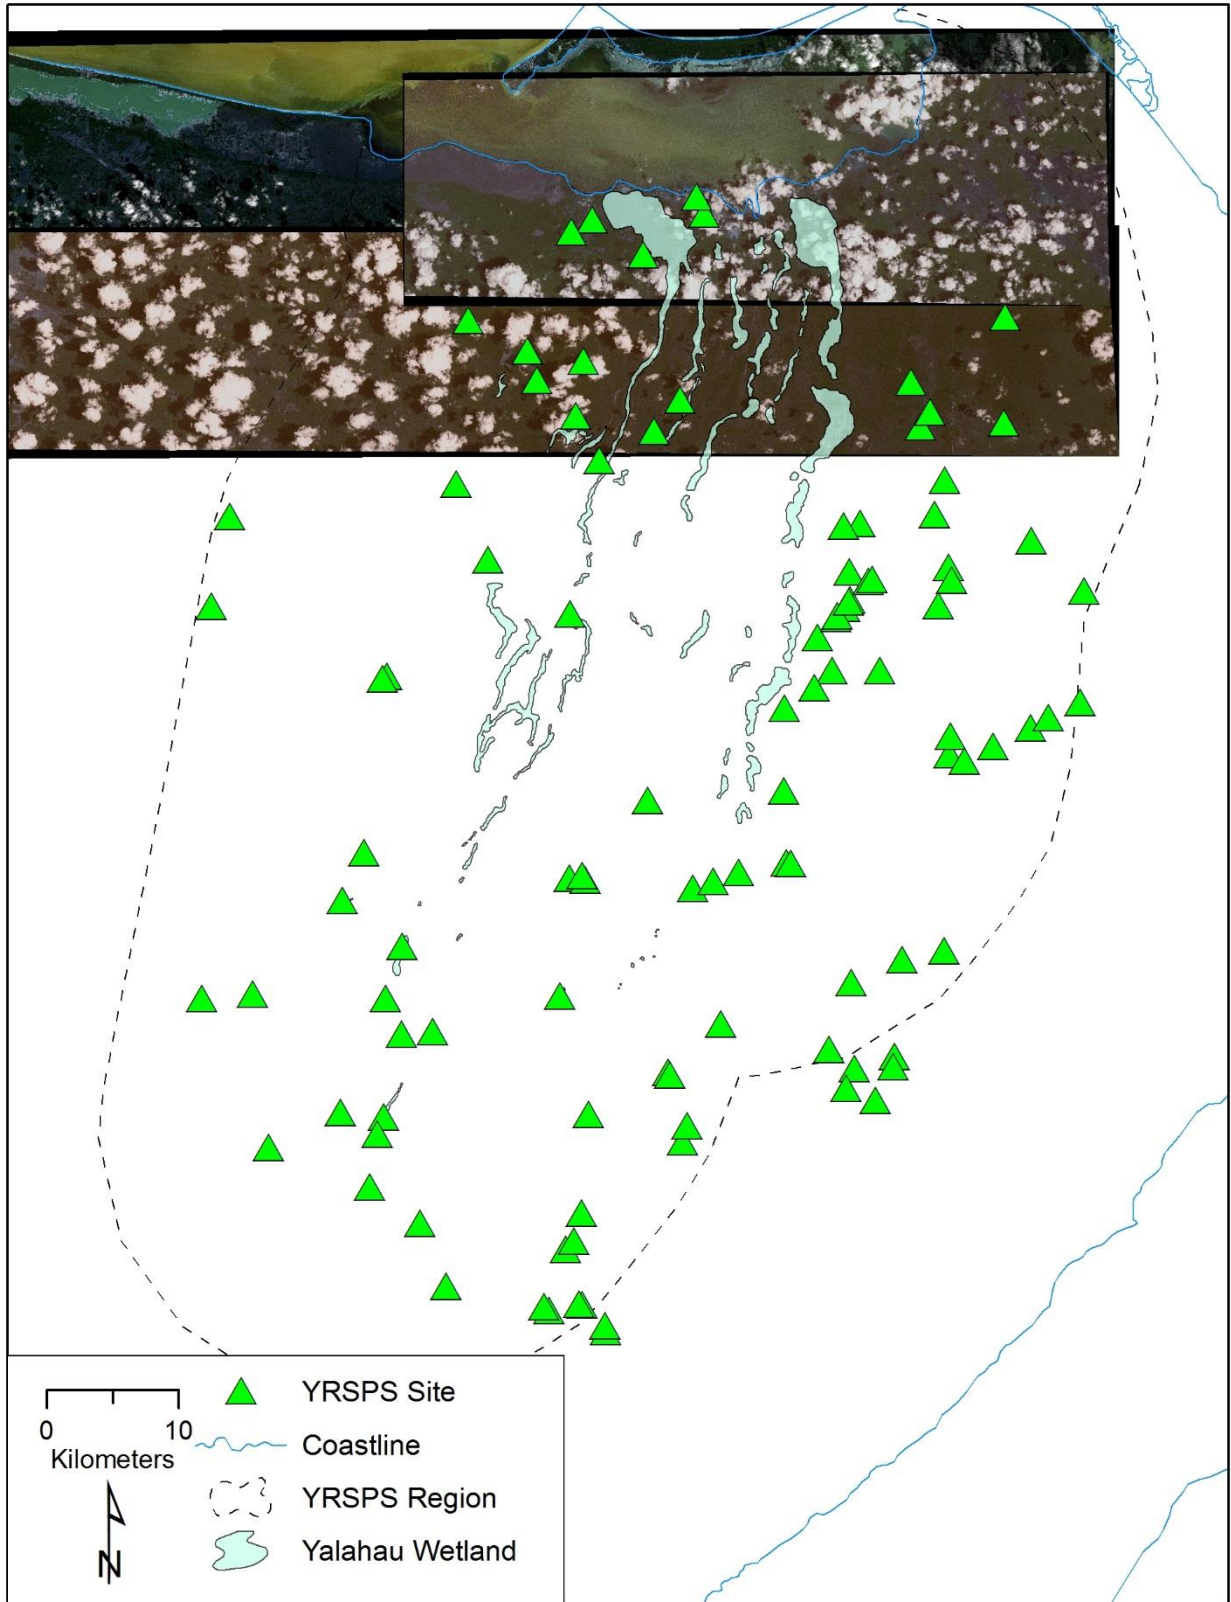 YRSPS Site
0 10
Kilometers
Coastline
YRSPS Region
N
Yalahau Wetland